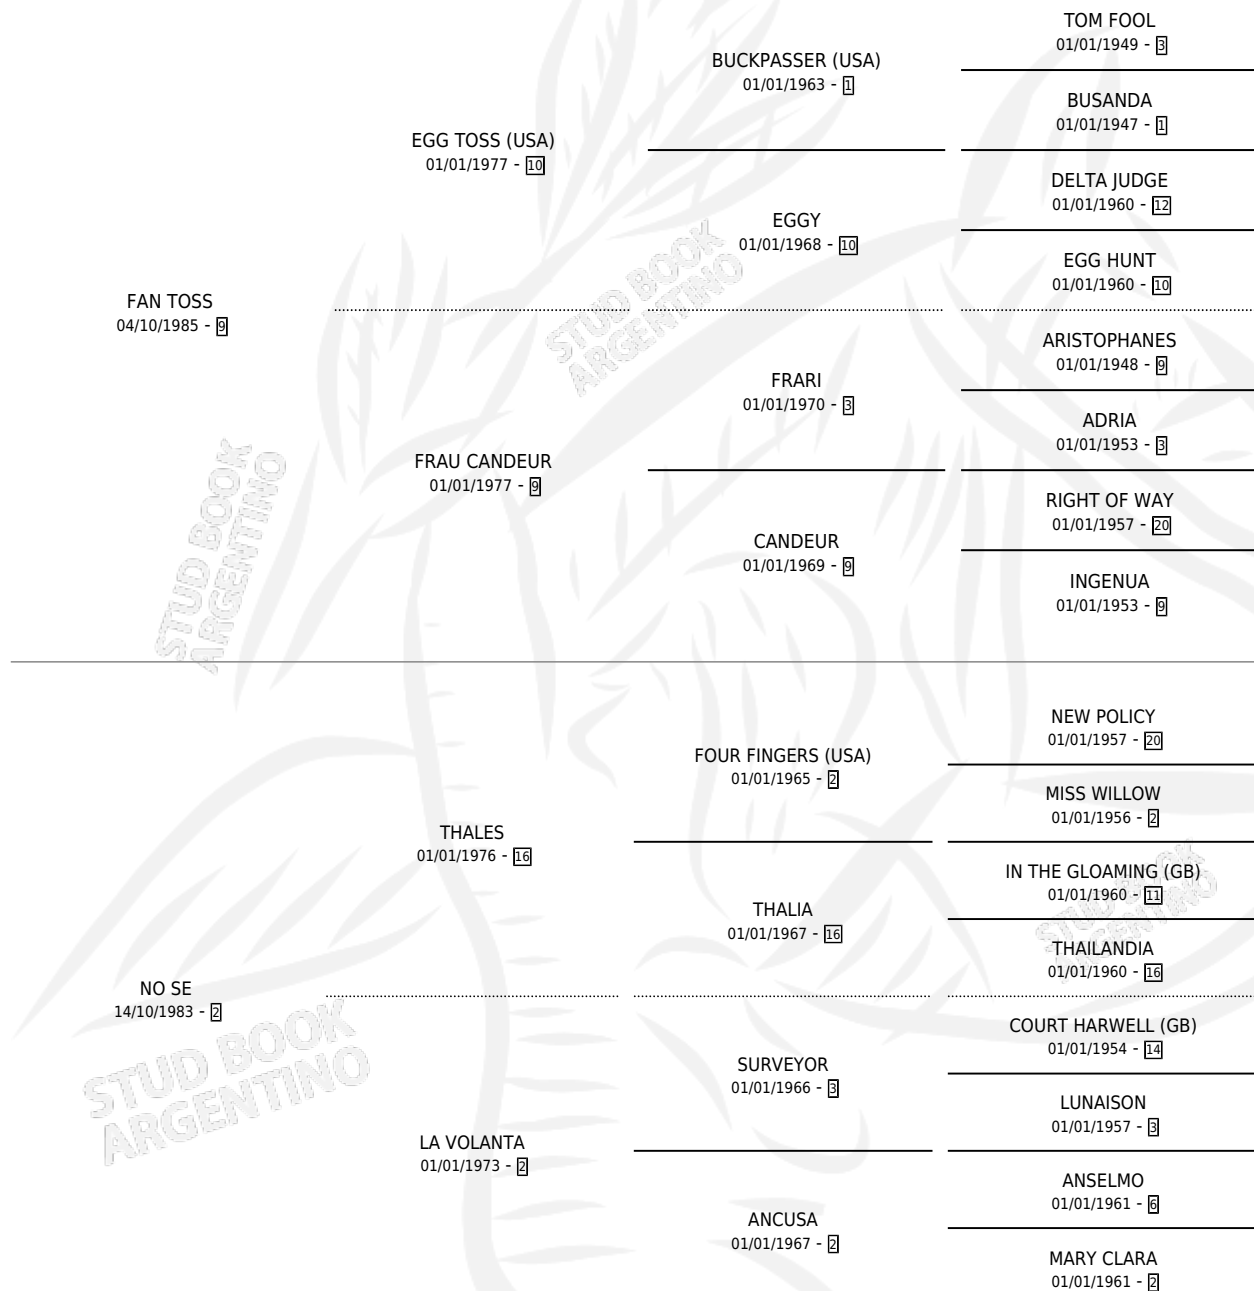 TOM FOOL
01/01/1949 - 3
BUCKPASSER (USA)
01/01/1963 - 1
BUSANDA
01/01/1947 - 1
EGG TOSS (USA)
01/01/1977 - 10
DELTA JUDGE
01/01/1960 - 12
EGGY
01/01/1968 - 10
EGG HUNT
01/01/1960 - 10
FAN TOSS
04/10/1985 - 9
ARISTOPHANES
01/01/1948 - 9
FRARI
01/01/1970 - 3
ADRIA
01/01/1953 - 3
FRAU CANDEUR
01/01/1977 - 9
RIGHT OF WAY
01/01/1957 - 20
CANDEUR
01/01/1969 - 9
INGENUA
01/01/1953 - 9
NEW POLICY
01/01/1957 - 20
FOUR FINGERS (USA)
01/01/1965 - 2
MISS WILLOW
01/01/1956 - 2
THALES
01/01/1976 - 16
IN THE GLOAMING (GB)
01/01/1960 - 11
THALIA
01/01/1967 - 16
THAILANDIA
01/01/1960 - 16
NO SE
14/10/1983 - 2
COURT HARWELL (GB)
01/01/1954 - 14
SURVEYOR
01/01/1966 - 3
LUNAISON
01/01/1957 - 3
LA VOLANTA
01/01/1973 - 2
ANSELMO
01/01/1961 - 6
ANCUSA
01/01/1967 - 2
MARY CLARA
01/01/1961 - 2
STUD BOOK
ARGENTINO
STUD BOOK
ARGENTINO
STUD BOOK
ARGENTINO
STUD BOOK
ARGENTINO